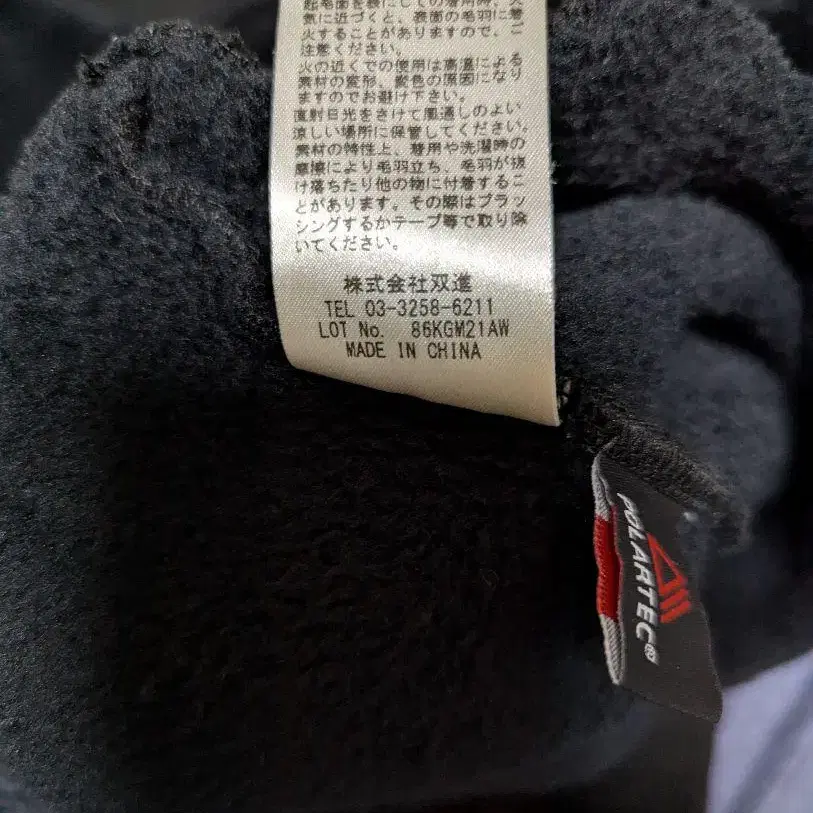 起毛面を表にしての着用時、火
気に近づくと、表面の毛羽に着
火することがありますので、ご
注意ください。
火の近くでの使用は高温による
素材の変形、変色の原因になり
ますのでお避け下さい。
直射日光をさけて風通しのよい
涼しい場所に保管してください。
素材の特性上、着用や洗濯時の
摩擦により毛羽立ち、毛羽が抜
け落ちたり他の物に付着するこ
とがあります。その際はブラッ
シングするかテープ等で取り除
いてください。
株式会社双進
TEL 03-3258-6211
LOT No. 86KGM21AW
MADE IN CHINA
POLARTEC®